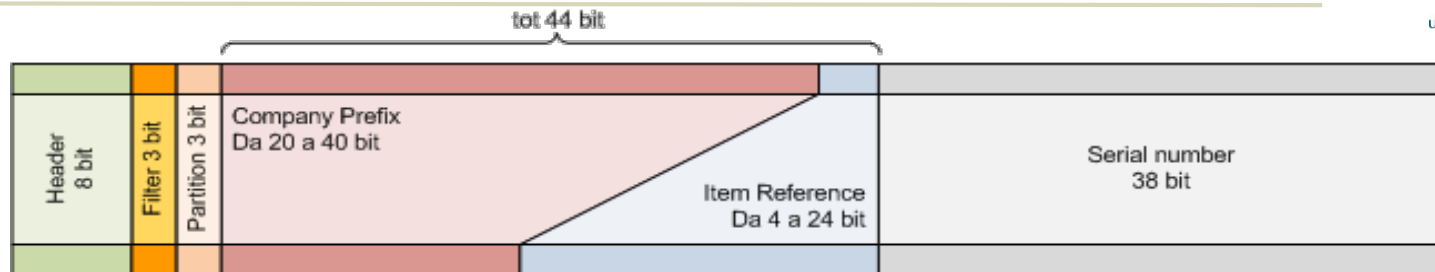 tot 44 bit
u
Header
8 bit
Filter 3 bit
Partition 3 bit
Company Prefix
Da 20 a 40 bit
Item Reference
Da 4 a 24 bit
Serial number
38 bit